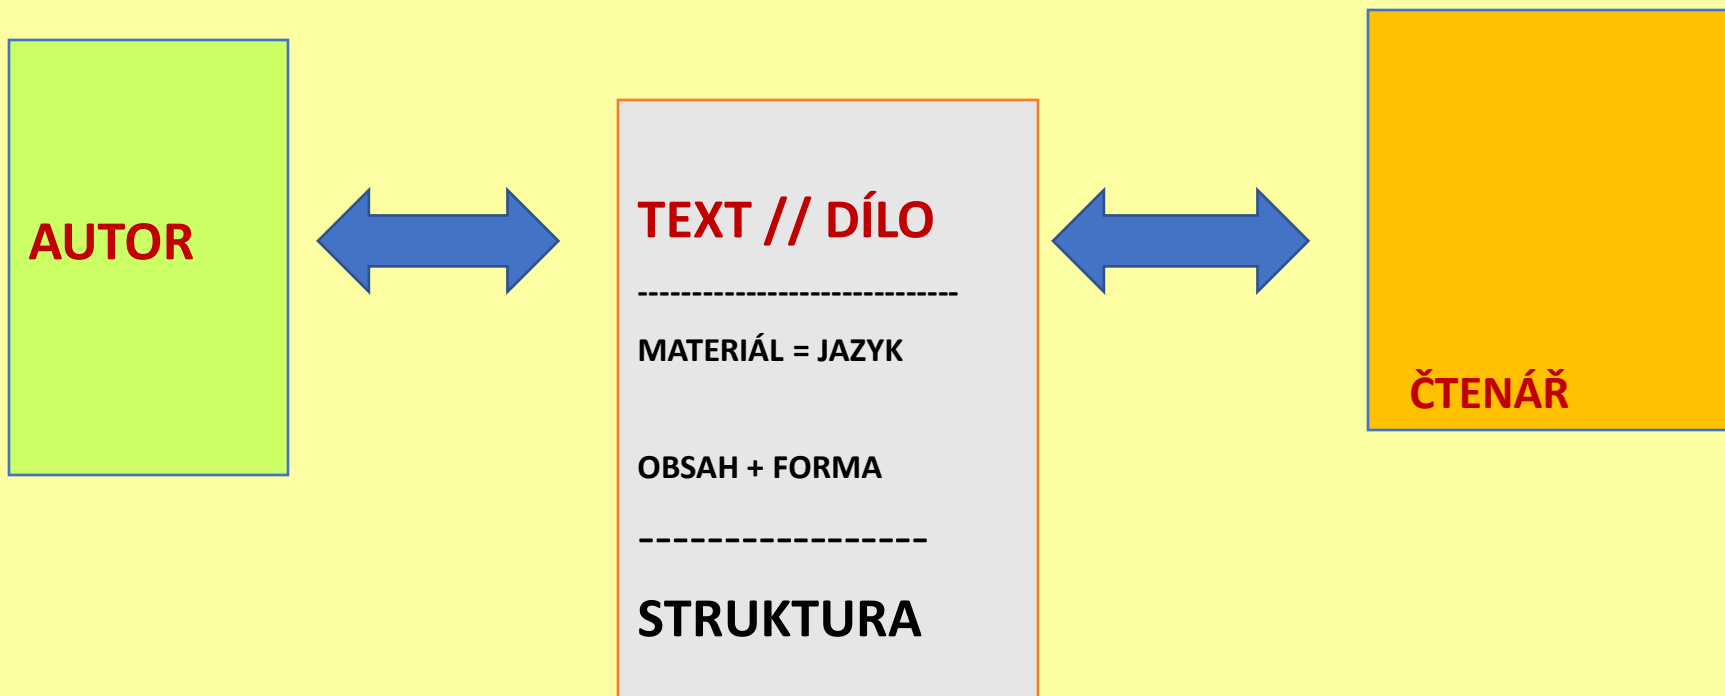 AUTOR
TEXT // DÍLO
-----------------------------
MATERIÁL = JAZYK
OBSAH + FORMA
-----------------
STRUKTURA
ČTENÁŘ